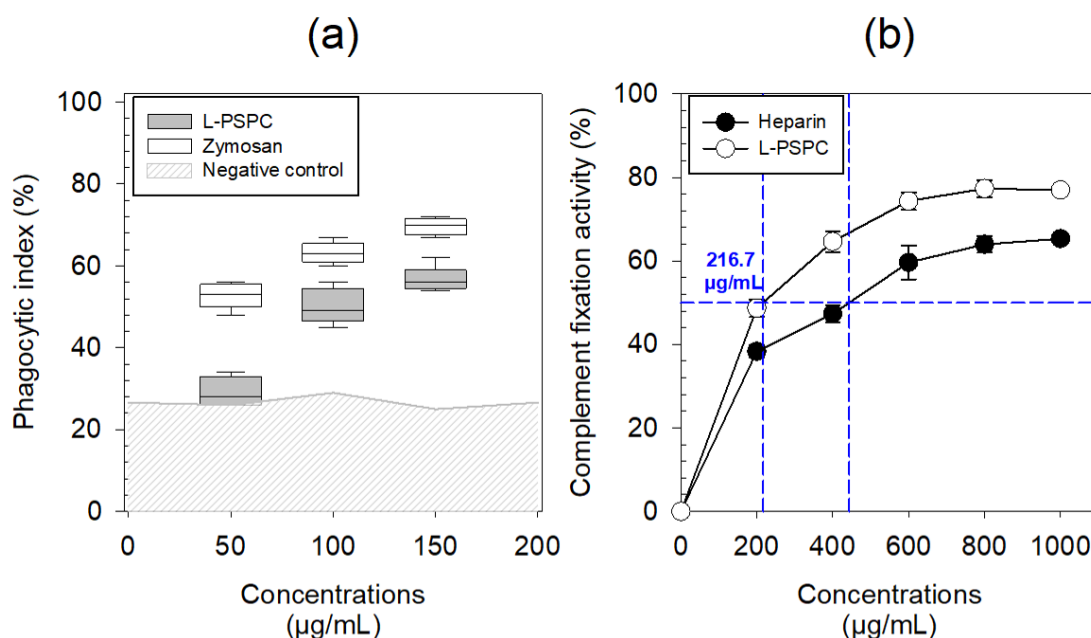 (a)
Phagocytic index (%)
100
80
60
40
20
0
L-PSPC
Zymosan
Negative control
0 50 100 150 200
Concentrations
(µg/mL)
(b)
Complement fixation activity (%)
100
80
60
40
20
0
Heparin
L-PSPC
216.7
µg/mL
0 200 400 600 800 1000
Concentrations
(µg/mL)